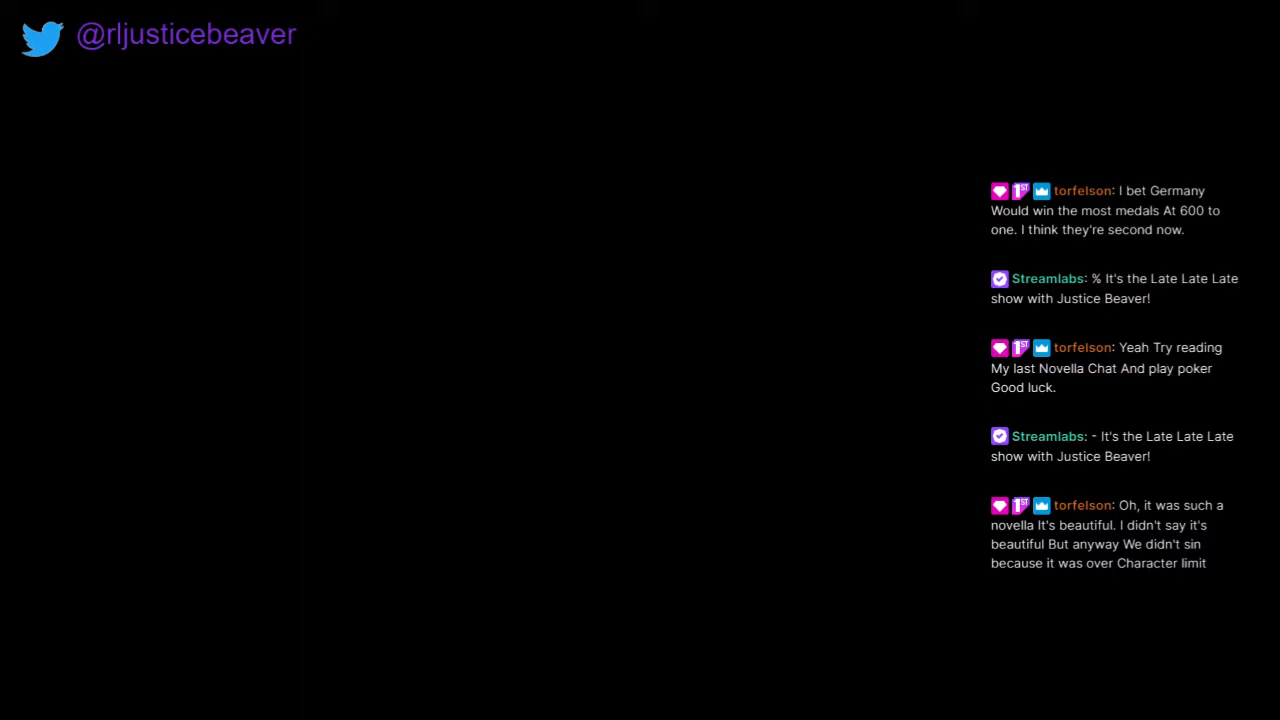 @rljusticebeaver
torfelson: I bet Germany
Would win the most medals At 600 to
one. I think they're second now.
Streamlabs: % It's the Late Late Late
show with Justice Beaver!
torfelson: Yeah Try reading
My last Novella Chat And play poker
Good luck.
Streamlabs: - It's the Late Late Late
show with Justice Beaver!
torfelson: Oh, it was such a
novella It's beautiful. I didn't say it's
beautiful But anyway We didn't sin
because it was over Character limit